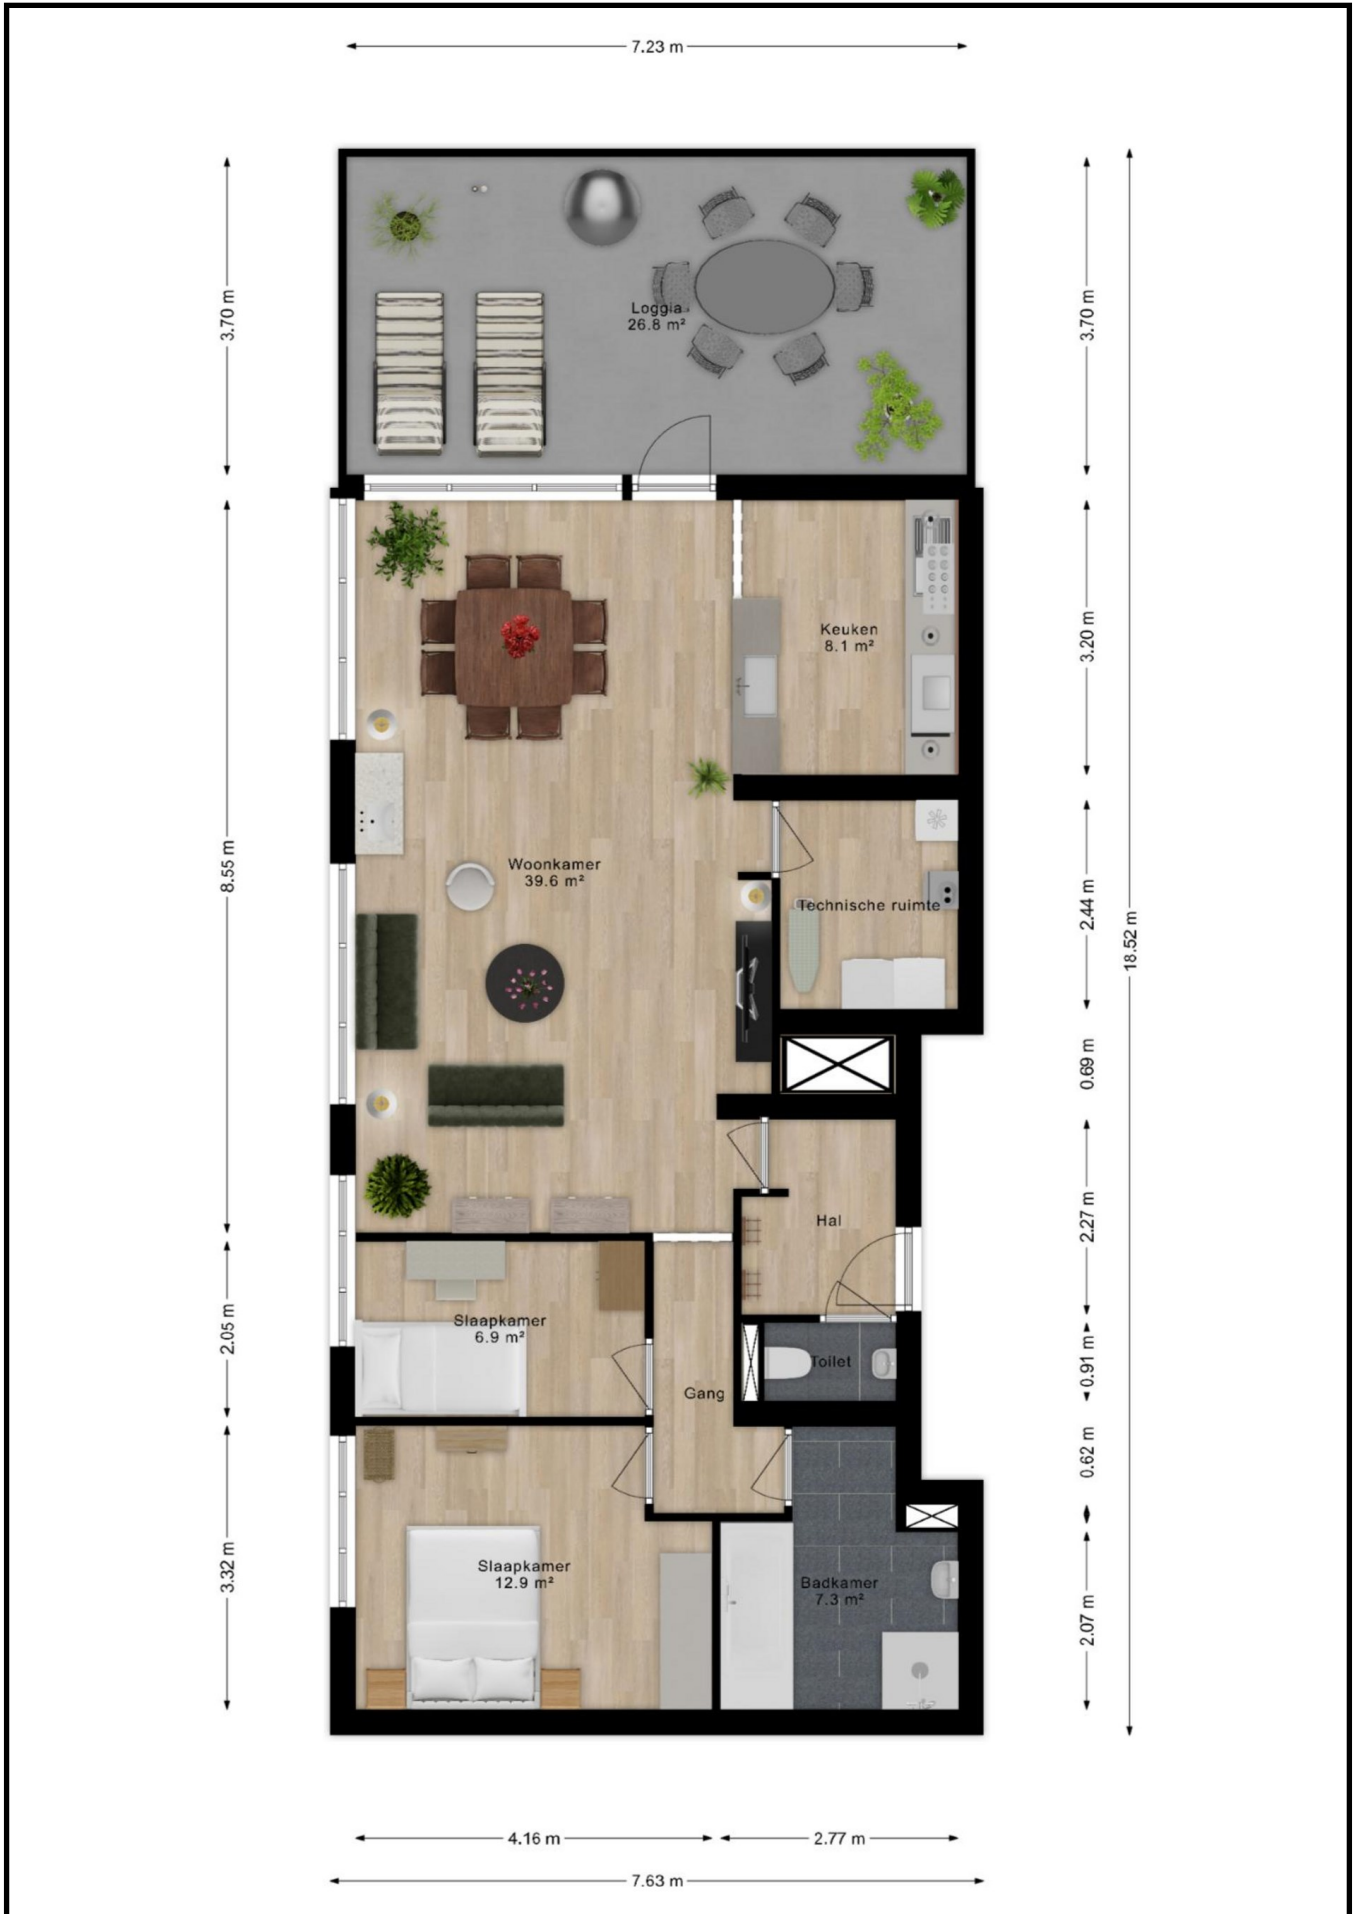 7.23 m
3.70 m
3.70 m
Loggia
26.8 m²
Keuken
8.1 m²
3.20 m
8.55 m
Woonkamer
39.6 m²
Technische ruimte
2.44 m
18.52 m
0.69 m
Hal
2.27 m
Slaapkamer
6.9 m²
2.05 m
Toilet
0.91 m
Gang
0.62 m
Slaapkamer
12.9 m²
3.32 m
Badkamer
7.3 m²
2.07 m
4.16 m
2.77 m
7.63 m